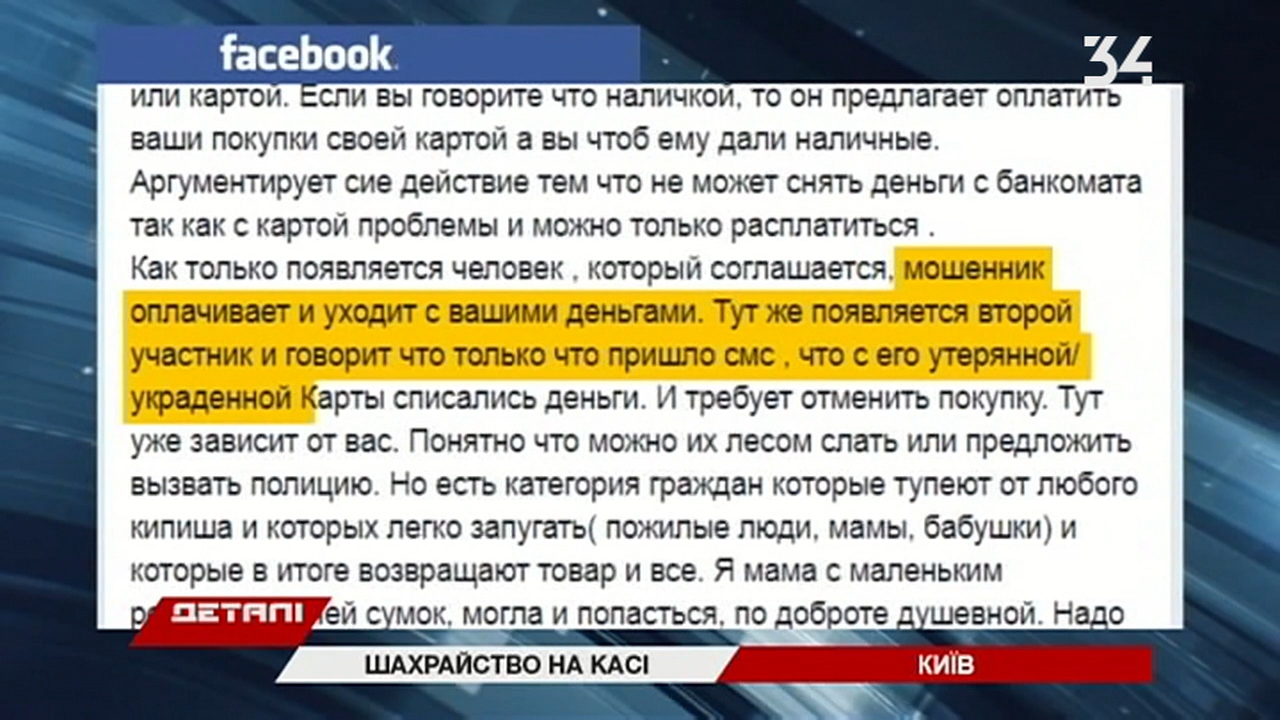 facebook
34
или картой. Если вы говорите что наличкой, то он предлагает оплатить
ваши покупки своей картой а вы чтоб ему дали наличные.
Аргументирует сие действие тем что не может снять деньги с банкомата
так как с картой проблемы и можно только расплатиться .
Как только появляется человек , который соглашается, мошенник
оплачивает и уходит с вашими деньгами. Тут же появляется второй
участник и говорит что только что пришло смс , что с его утерянной/
украденной Карты списались деньги. И требует отменить покупку. Тут
уже зависит от вас. Понятно что можно их лесом слать или предложить
вызвать полицию. Но есть категория граждан которые тупеют от любого
кипиша и которых легко запугать( пожилые люди, мамы, бабушки) и
которые в итоге возвращают товар и все. Я мама с маленьким
сумок, могла и попасться, по доброте душевной. Надо
ДЕТАЛІ
ШАХРАЙСТВО НА КАСІ
КИЇВ